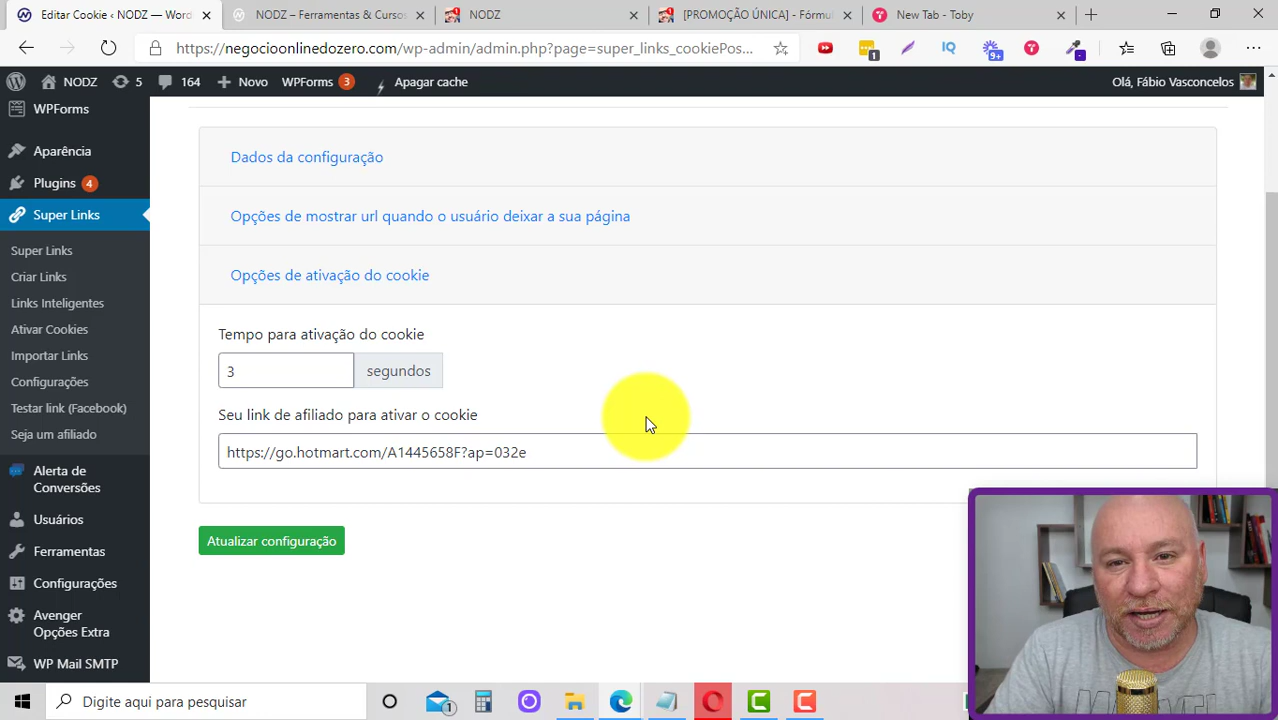 Editar Cookie ‹ NODZ — Word
NODZ – Ferramentas & Cursos
NODZ
[PROMOÇÃO ÚNICA] - Fórmul
New Tab - Toby
https://negocioonlinedozero.com/wp-admin/admin.php?page=super_links_cookiePos...
IQ
1
9+
NODZ
5
164
Novo
WPForms 3
Apagar cache
Olá, Fábio Vasconcelos
WPForms
Aparência
Plugins 4
Super Links
Super Links
Criar Links
Links Inteligentes
Ativar Cookies
Importar Links
Configurações
Testar link (Facebook)
Seja um afiliado
Alerta de
Conversões
Usuários
Ferramentas
Configurações
Avenger
Opções Extra
WP Mail SMTP
Dados da configuração
Opções de mostrar url quando o usuário deixar a sua página
Opções de ativação do cookie
Tempo para ativação do cookie
3
segundos
Seu link de afiliado para ativar o cookie
https://go.hotmart.com/A1445658F?ap=032e
Atualizar configuração
Digite aqui para pesquisar
1